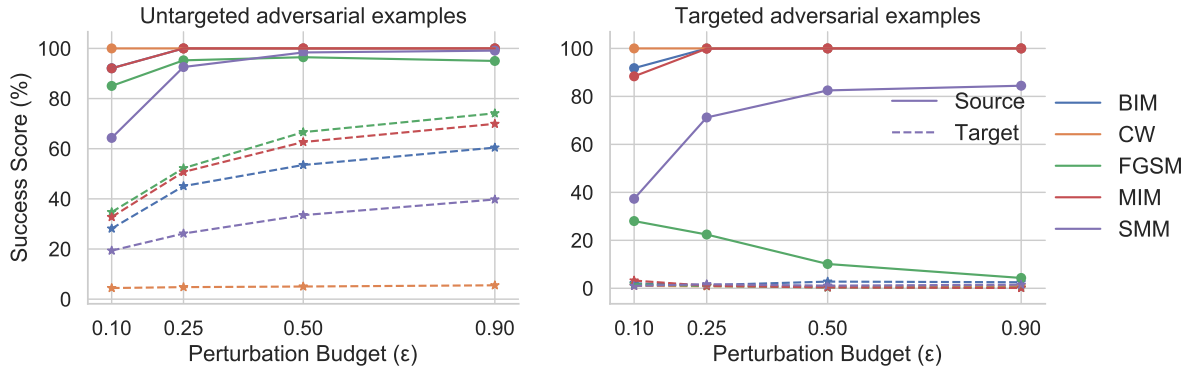 Untargeted adversarial examples
Success Score (%)
100
80
60
40
20
0
0.10 0.25 0.50 0.90
Perturbation Budget (ε)
Targeted adversarial examples
100
80
60
40
20
0
0.10 0.25 0.50 0.90
Perturbation Budget (ε)
Source
Target
BIM
CW
FGSM
MIM
SMM